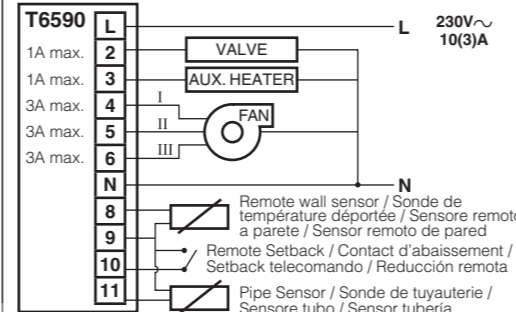 T6590
L
L
230V~
10(3)A
1A max.
2
VALVE
1A max.
3
AUX. HEATER
3A max.
4
I
FAN
3A max.
5
II
3A max.
6
III
N
N
8
Remote wall sensor / Sonde de
température déportée / Sensore remoto
a parete / Sensor remoto de pared
9
Remote Setback / Contact d'abaissement /
10
Setback telecomando / Reducción remota
11
Pipe Sensor / Sonde de tuyauterie /
Sensore tubo / Sensor tubería